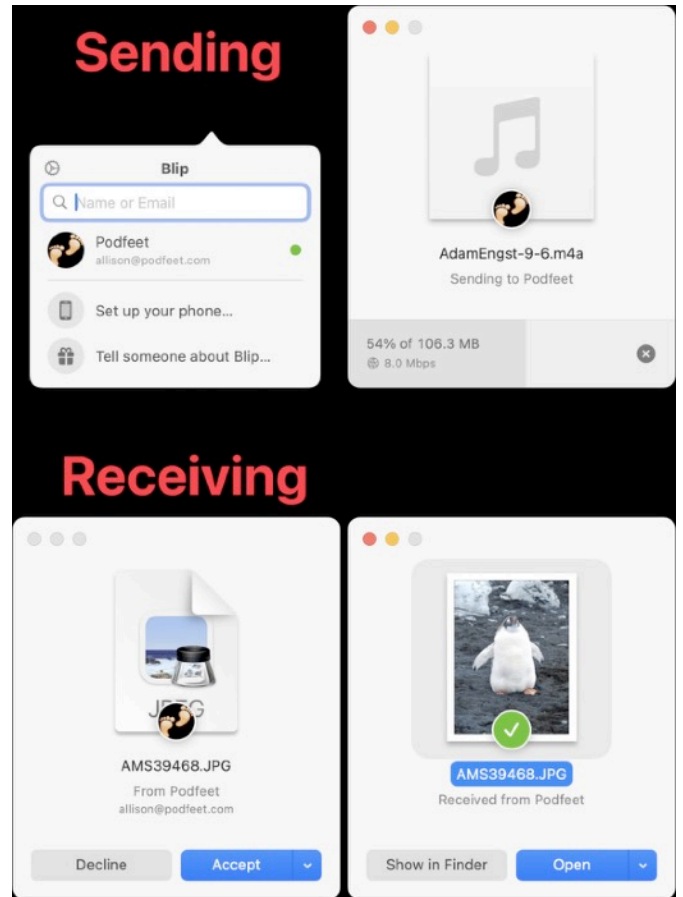 Sending
Blip
Name or Email
Podfeet
allison@podfeet.com
Set up your phone...
Tell someone about Blip...
AdamEngst-9-6.m4a
Sending to Podfeet
54% of 106.3 MB
8.0 Mbps
Receiving
JPEG
AMS39468.JPG
From Podfeet
allison@podfeet.com
Decline
Accept
AMS39468.JPG
Received from Podfeet
Show in Finder
Open